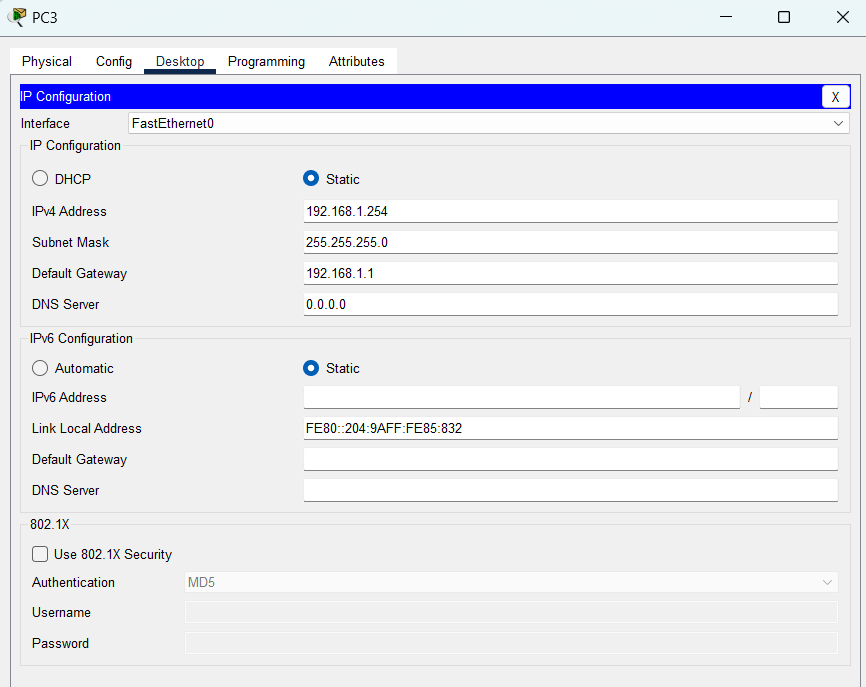 PC3
Physical Config Desktop Programming Attributes
IP Configuration X
Interface FastEthernet0
IP Configuration
DHCP Static
IPv4 Address 192.168.1.254
Subnet Mask 255.255.255.0
Default Gateway 192.168.1.1
DNS Server 0.0.0.0
IPv6 Configuration
Automatic Static
IPv6 Address /
Link Local Address FE80::204:9AFF:FE85:832
Default Gateway
DNS Server
802.1X
Use 802.1X Security
Authentication MD5
Username
Password